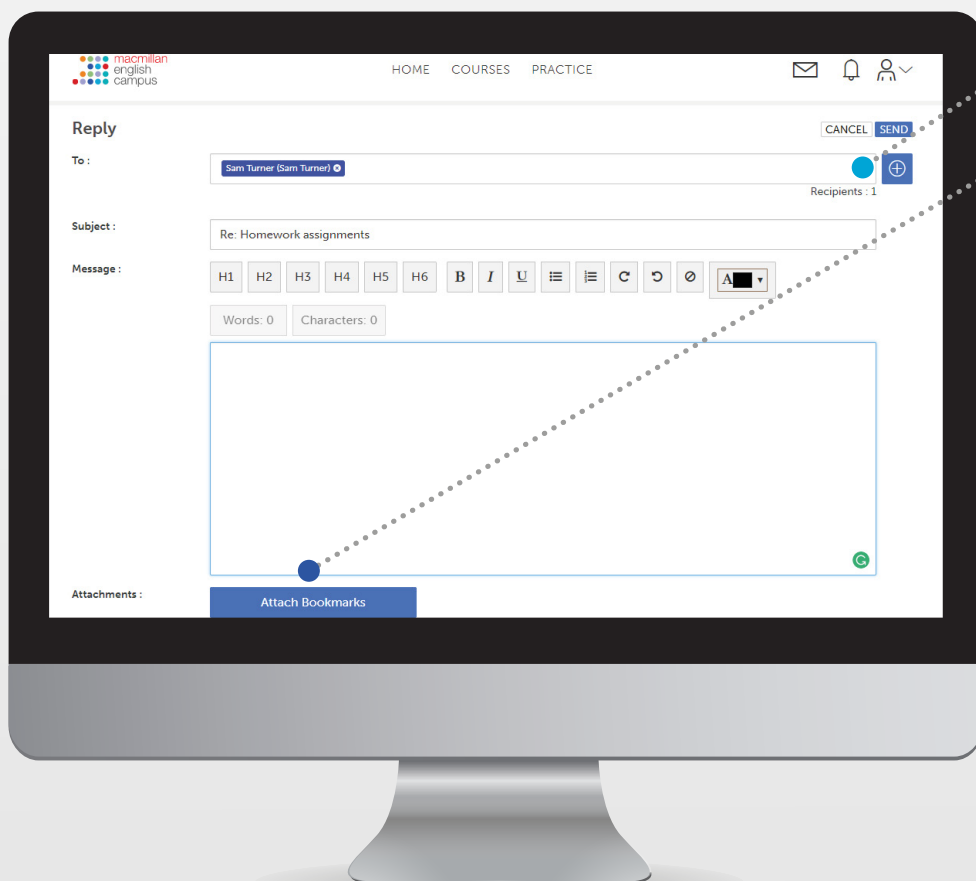 macmillan
english
campus
HOME COURSES PRACTICE
Reply
CANCEL SEND
To :
Sam Turner (Sam Turner)
Recipients : 1
Subject :
Re: Homework assignments
Message :
H1 H2 H3 H4 H5 H6 B I U A
Words: 0 Characters: 0
Attachments :
Attach Bookmarks